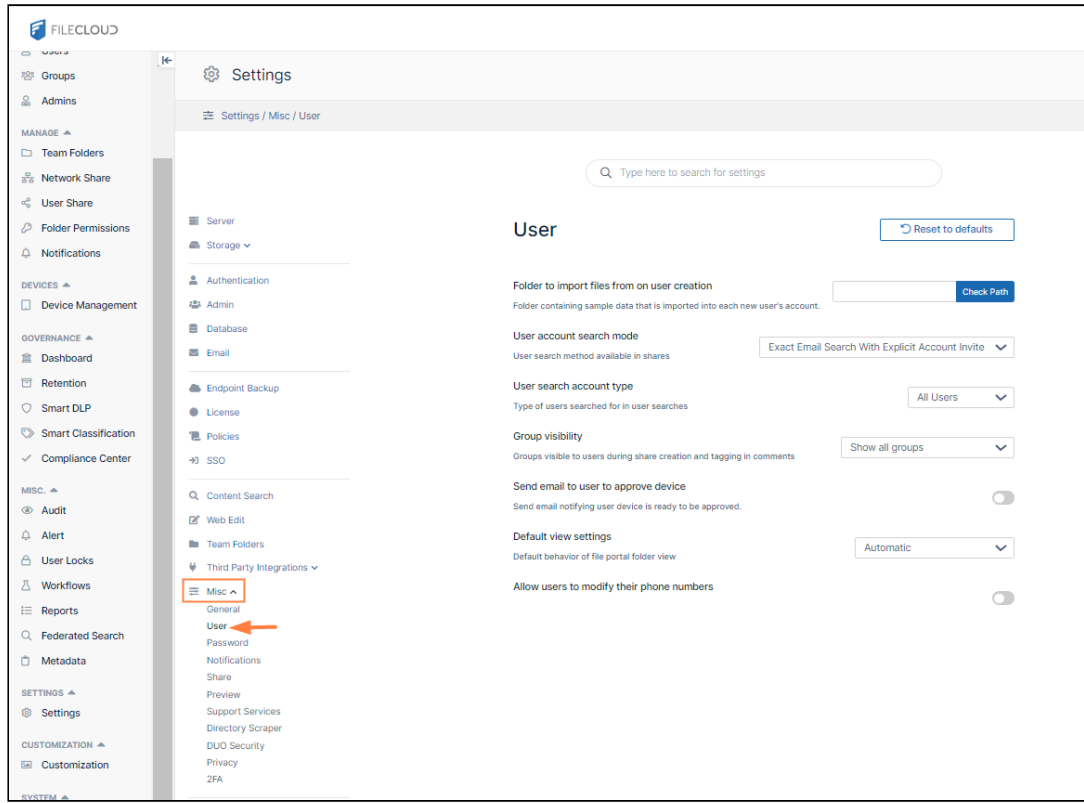 FILECLOUD
Users
Groups
Admins
MANAGE
Team Folders
Network Share
User Share
Folder Permissions
Notifications
DEVICES
Device Management
GOVERNANCE
Dashboard
Retention
Smart DLP
Smart Classification
Compliance Center
MISC.
Audit
Alert
User Locks
Workflows
Reports
Federated Search
Metadata
SETTINGS
Settings
CUSTOMIZATION
Customization
SYSTEM
Settings
Settings / Misc / User
Type here to search for settings
Server
Storage
Authentication
Admin
Database
Email
Endpoint Backup
License
Policies
SSO
Content Search
Web Edit
Team Folders
Third Party Integrations
Misc
General
User
Password
Notifications
Share
Preview
Support Services
Directory Scraper
DUO Security
Privacy
2FA
User
Reset to defaults
Folder to import files from on user creation
Check Path
Folder containing sample data that is imported into each new user's account.
User account search mode
Exact Email Search With Explicit Account Invite
User search method available in shares
User search account type
All Users
Type of users searched for in user searches
Group visibility
Show all groups
Groups visible to users during share creation and tagging in comments
Send email to user to approve device
Send email notifying user device is ready to be approved.
Default view settings
Automatic
Default behavior of file portal folder view
Allow users to modify their phone numbers